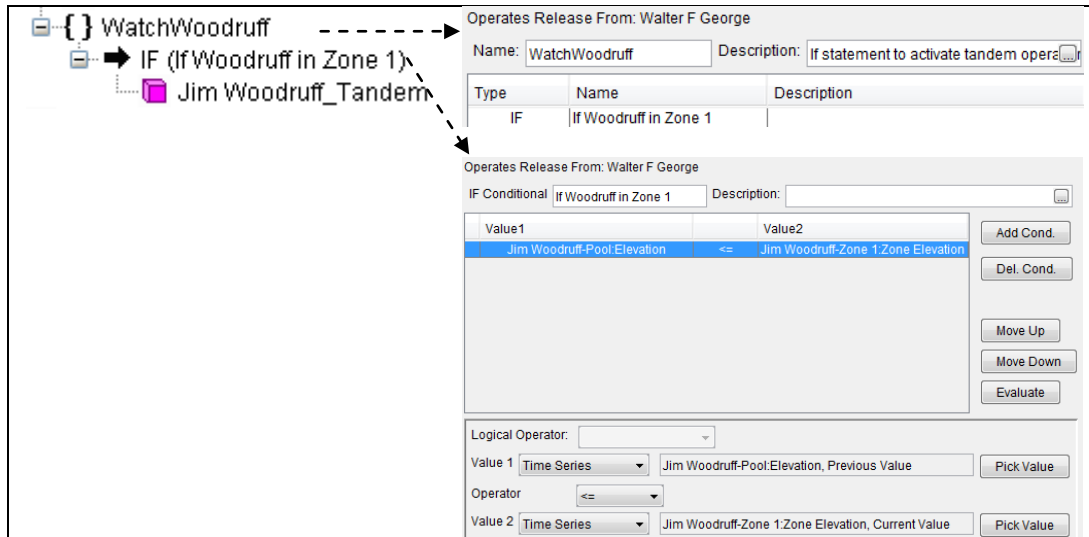 { } WatchWoodruff
IF (If Woodruff in Zone 1)
Jim Woodruff_Tandem
Operates Release From: Walter F George
Name: WatchWoodruff Description: If statement to activate tandem opera...
Type Name Description
IF If Woodruff in Zone 1
Operates Release From: Walter F George
IF Conditional If Woodruff in Zone 1 Description: ...
Value1 Value2
Jim Woodruff-Pool:Elevation <= Jim Woodruff-Zone 1:Zone Elevation
Add Cond.
Del. Cond.
Move Up
Move Down
Evaluate
Logical Operator:
Value 1 Time Series Jim Woodruff-Pool:Elevation, Previous Value Pick Value
Operator <=
Value 2 Time Series Jim Woodruff-Zone 1:Zone Elevation, Current Value Pick Value